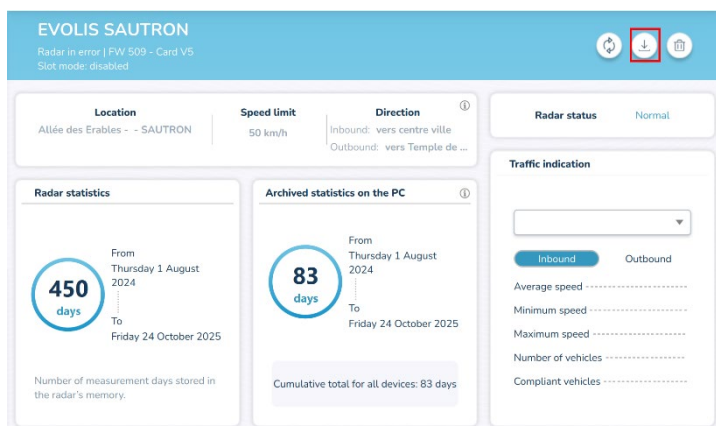 EVOLIS SAUTRON
Radar in error | FW 509 - Card V5
Slot mode: disabled
Location
Allée des Erables - - SAUTRON
Speed limit
50 km/h
Direction
Inbound: vers centre ville
Outbound: vers Temple de ...
Radar status
Normal
Radar statistics
450
days
From
Thursday 1 August
2024
To
Friday 24 October 2025
Number of measurement days stored in
the radar's memory.
Archived statistics on the PC
83
days
From
Thursday 1 August
2024
To
Friday 24 October 2025
Cumulative total for all devices: 83 days
Traffic indication
Inbound
Outbound
Average speed
Minimum speed
Maximum speed
Number of vehicles
Compliant vehicles